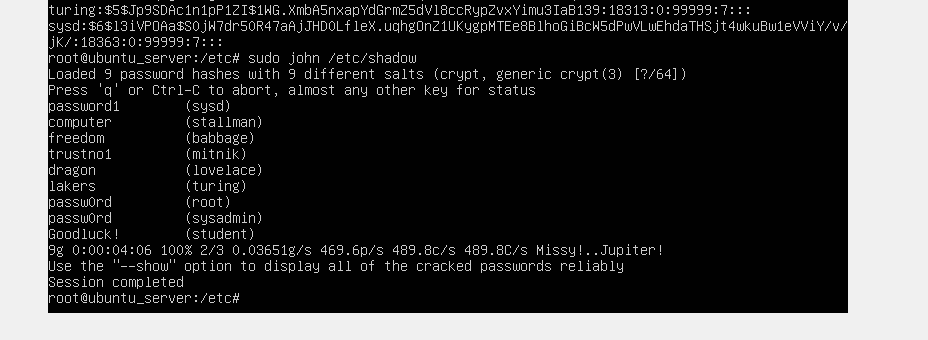 turing:$5$Jp9SDAc1n1pP1ZI$1WG.XmbA5nxapYdGrmZ5dVl8ccRypZvxYimu3IaB139:18313:0:99999:7:::
sysd:$6$l3iVPOAa$SOjW7dr5OR47aAjJHDOLfleX.uqhgOnZ1UKygpMTEe8BlhoGiBcW5dPwVLwEhdaTHSjt4wkuBw1eVViY/v/
jK/:18363:0:99999:7:::
root@ubuntu_server:/etc# sudo john /etc/shadow
Loaded 9 password hashes with 9 different salts (crypt, generic crypt(3) [?/64])
Press 'q' or Ctrl-C to abort, almost any other key for status
password1        (sysd)
computer         (stallman)
freedom          (babbage)
trustno1         (mitnik)
dragon           (lovelace)
lakers           (turing)
passw0rd         (root)
passw0rd         (sysadmin)
Goodluck!        (student)
9g 0:00:04:06 100% 2/3 0.03651g/s 469.6p/s 489.8c/s 489.8C/s Missy!..Jupiter!
Use the "--show" option to display all of the cracked passwords reliably
Session completed
root@ubuntu_server:/etc#